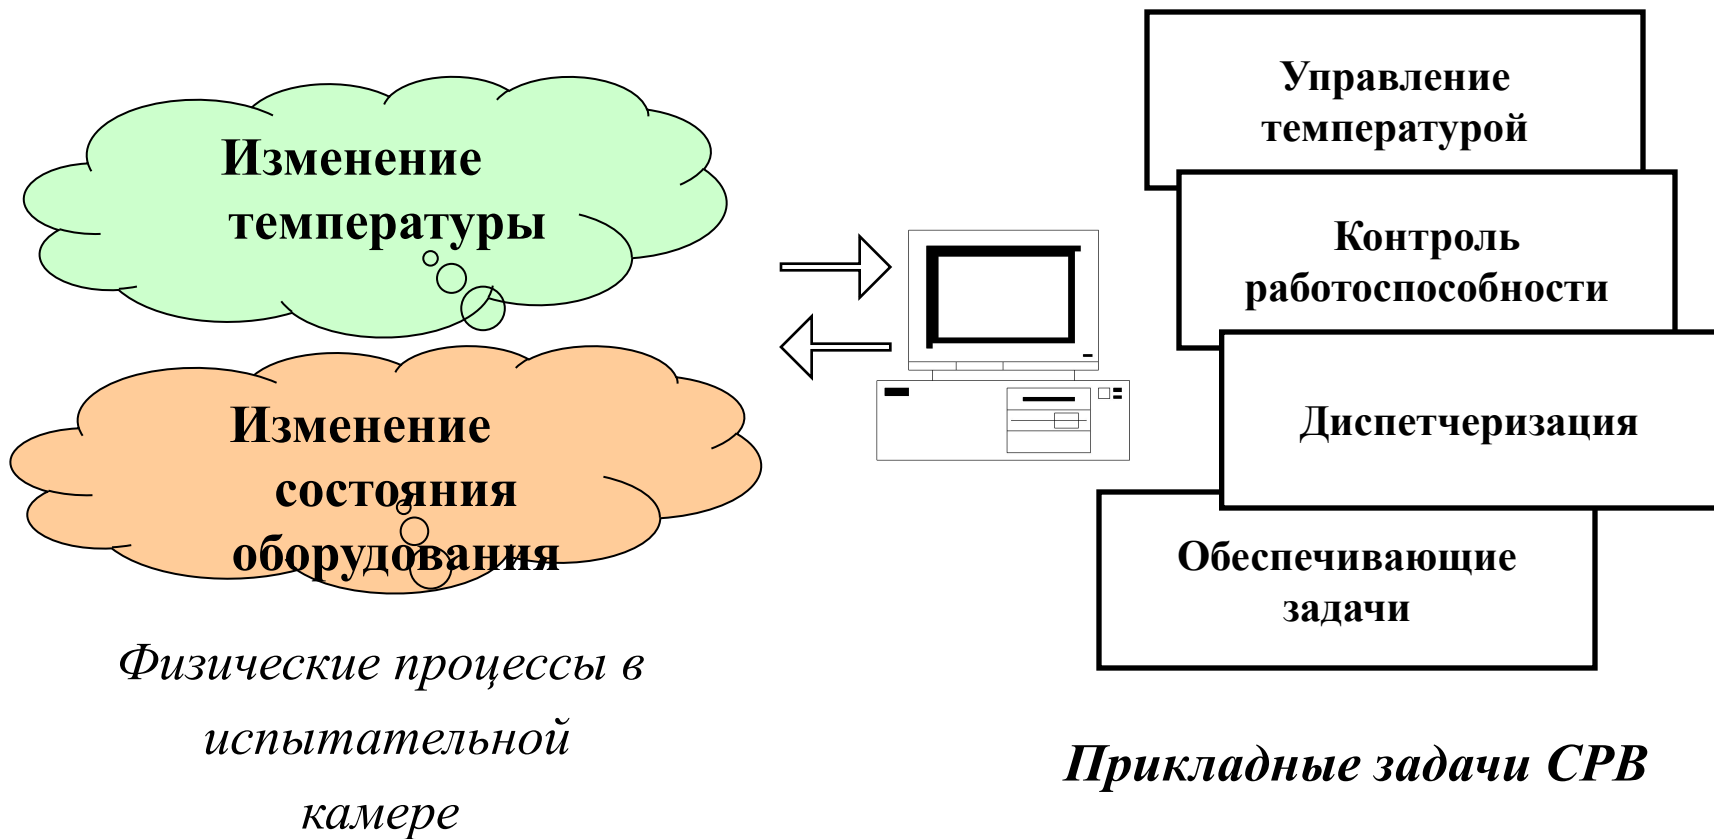 Изменение
температуры
Изменение
состояния
оборудования
Физические процессы в
испытательной
камере
Управление
температурой
Контроль
работоспособности
Диспетчеризация
Обеспечивающие
задачи
Прикладные задачи СРВ